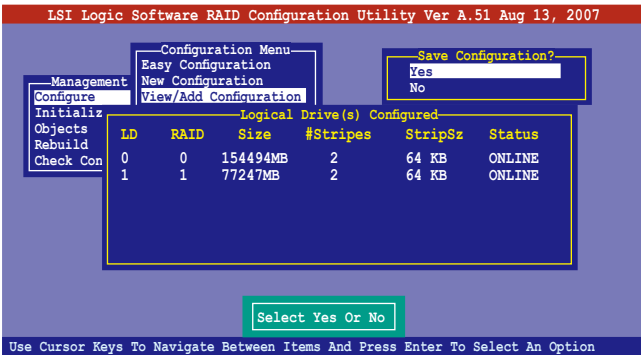 LSI Logic Software RAID Configuration Utility Ver A.51 Aug 13, 2007
Configuration Menu
Easy Configuration
New Configuration
View/Add Configuration
Save Configuration?
Yes
No
Management
Configure
Initializ
Objects
Rebuild
Check Con
Logical Drive(s) Configured
LD RAID Size #Stripes StripSz Status
0 0 154494MB 2 64 KB ONLINE
1 1 77247MB 2 64 KB ONLINE
Select Yes Or No
Use Cursor Keys To Navigate Between Items And Press Enter To Select An Option